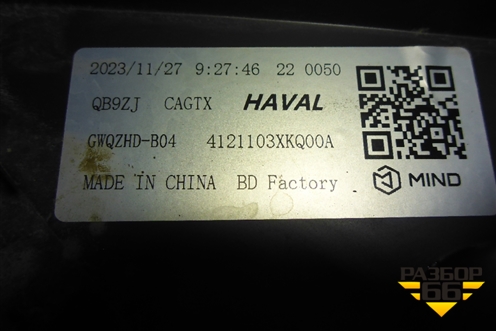 2023/11/27 9:27:46 22 0050
QB9ZJ CAGTX HAVAL
GWQZHD-B04 4121103XKQ00A
MADE IN CHINA BD Factory MIND
РАЗБОР
66